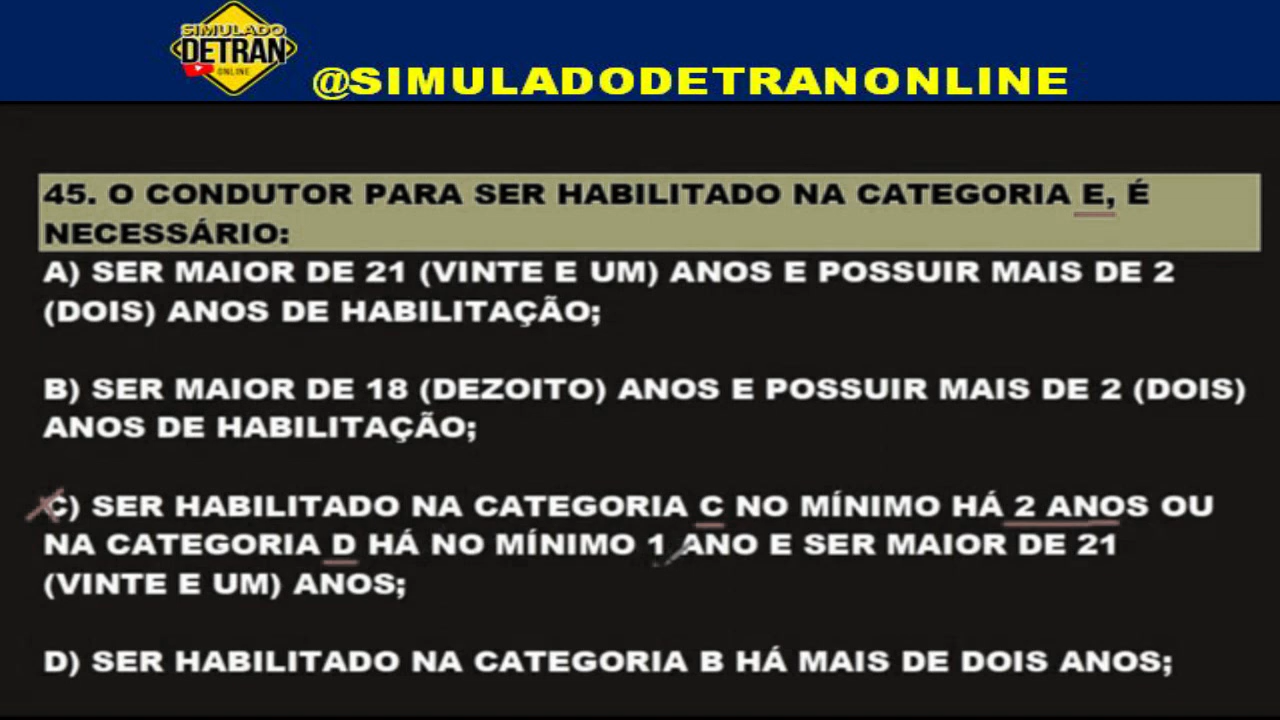 SIMULADO
DETRAN
ONLINE
@SIMULADODETRANONLINE
45. O CONDUTOR PARA SER HABILITADO NA CATEGORIA E, É
NECESSÁRIO:
A) SER MAIOR DE 21 (VINTE E UM) ANOS E POSSUIR MAIS DE 2
(DOIS) ANOS DE HABILITAÇÃO;
B) SER MAIOR DE 18 (DEZOITO) ANOS E POSSUIR MAIS DE 2 (DOIS)
ANOS DE HABILITAÇÃO;
C) SER HABILITADO NA CATEGORIA C NO MÍNIMO HÁ 2 ANOS OU
NA CATEGORIA D HÁ NO MÍNIMO 1 ANO E SER MAIOR DE 21
(VINTE E UM) ANOS;
D) SER HABILITADO NA CATEGORIA B HÁ MAIS DE DOIS ANOS;